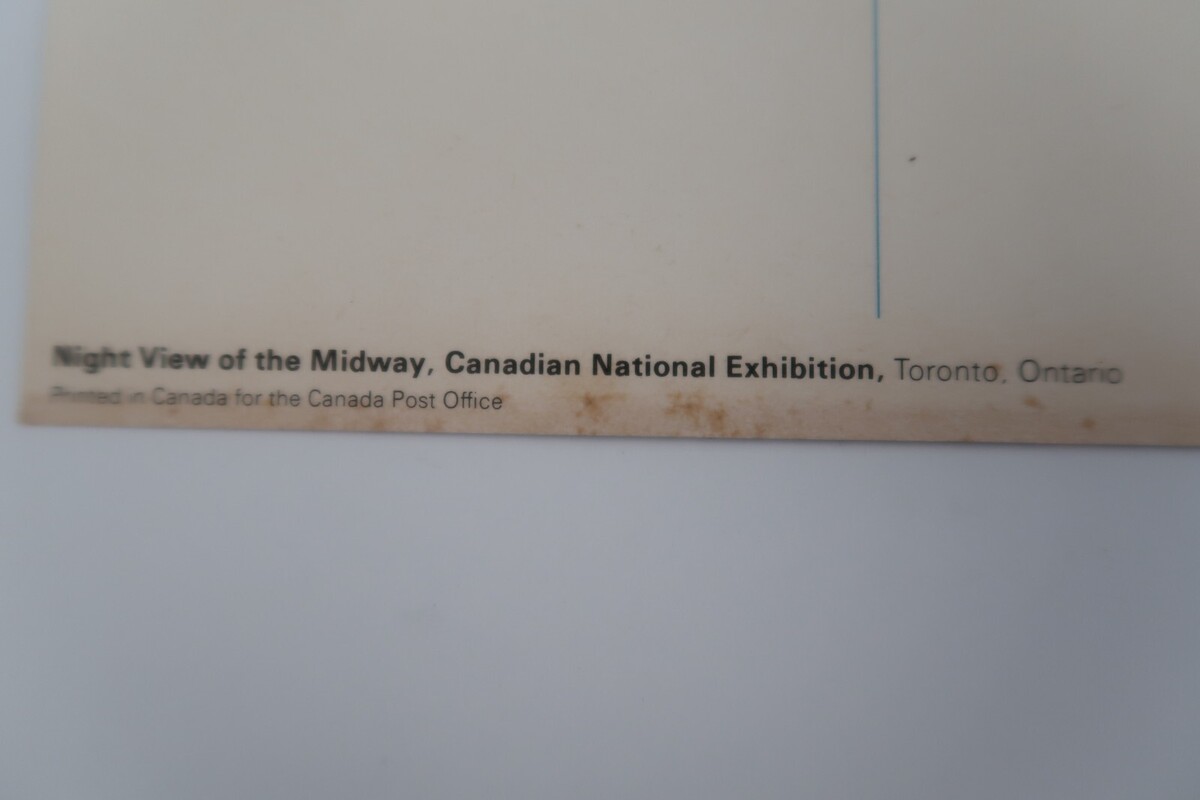 Night View of the Midway, Canadian National Exhibition, Toronto, Ontario
Printed in Canada for the Canada Post Office